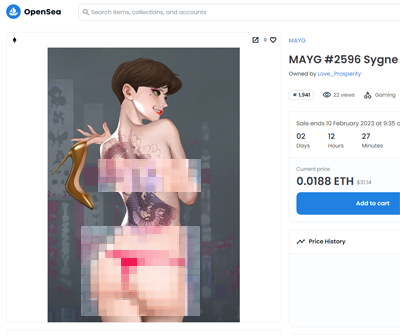 OpenSea
Search items, collections, and accounts
0
MAYG
MAYG #2596 Sygne
Owned by Love_Prosperity
# 1,941
22 views
Gaming
Sale ends 10 February 2023 at 9:35 a
02
12
27
Days
Hours
Minutes
Current price
0.0188 ETH $31.14
Add to cart
Price History